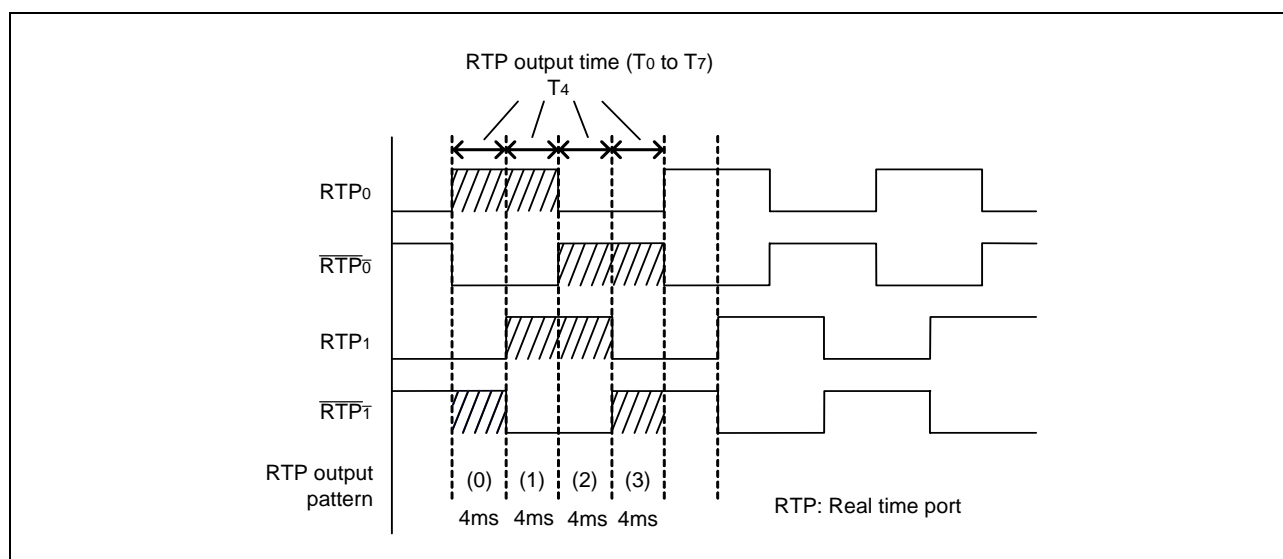 RTP output time (T0 to T7)
T4
RTP0
RTP0
RTP1
RTP1
RTP output
pattern
(0) (1) (2) (3)
4ms 4ms 4ms 4ms
RTP: Real time port